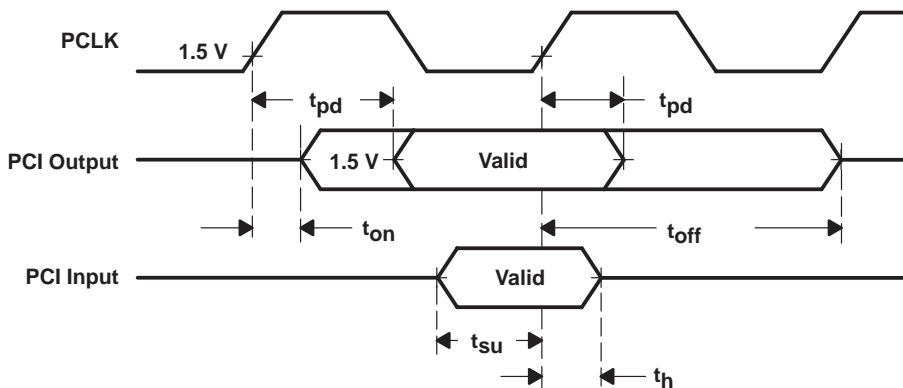 PCLK
1.5 V
tpd
tpd
PCI Output
1.5 V
Valid
ton
toff
PCI Input
Valid
tsu
th